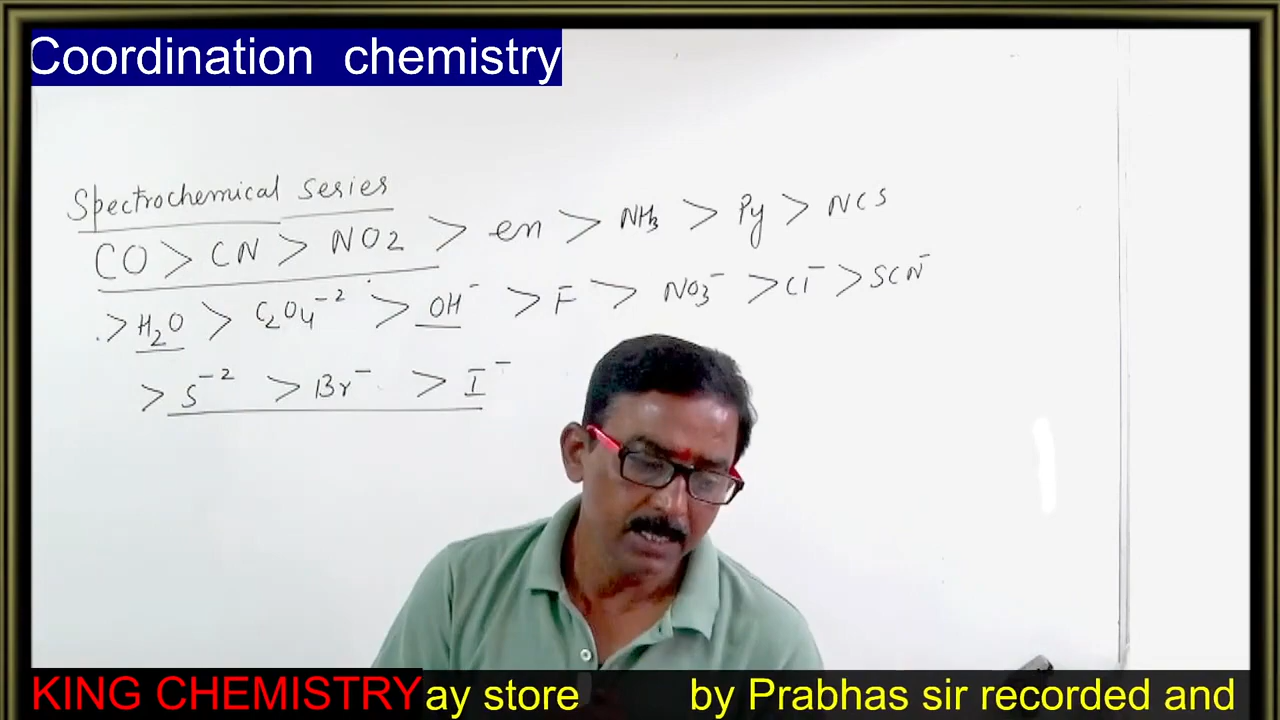 Coordination chemistry
Spectrochemical series
CO > CN > NO2 > en > NH3 > Py > NCS
> H2O > C2O4^-2 > OH^- > F > NO3^- > Cl^- > SCN^-
> S^-2 > Br^- > I^-
KING CHEMISTRY ay store by Prabhas sir recorded and